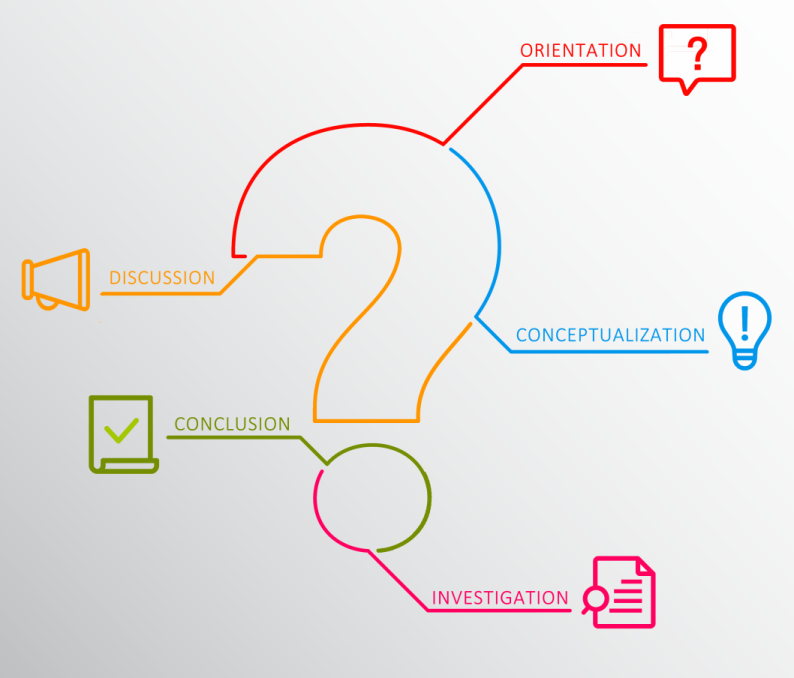 ORIENTATION
?
DISCUSSION
CONCEPTUALIZATION
!
CONCLUSION
INVESTIGATION